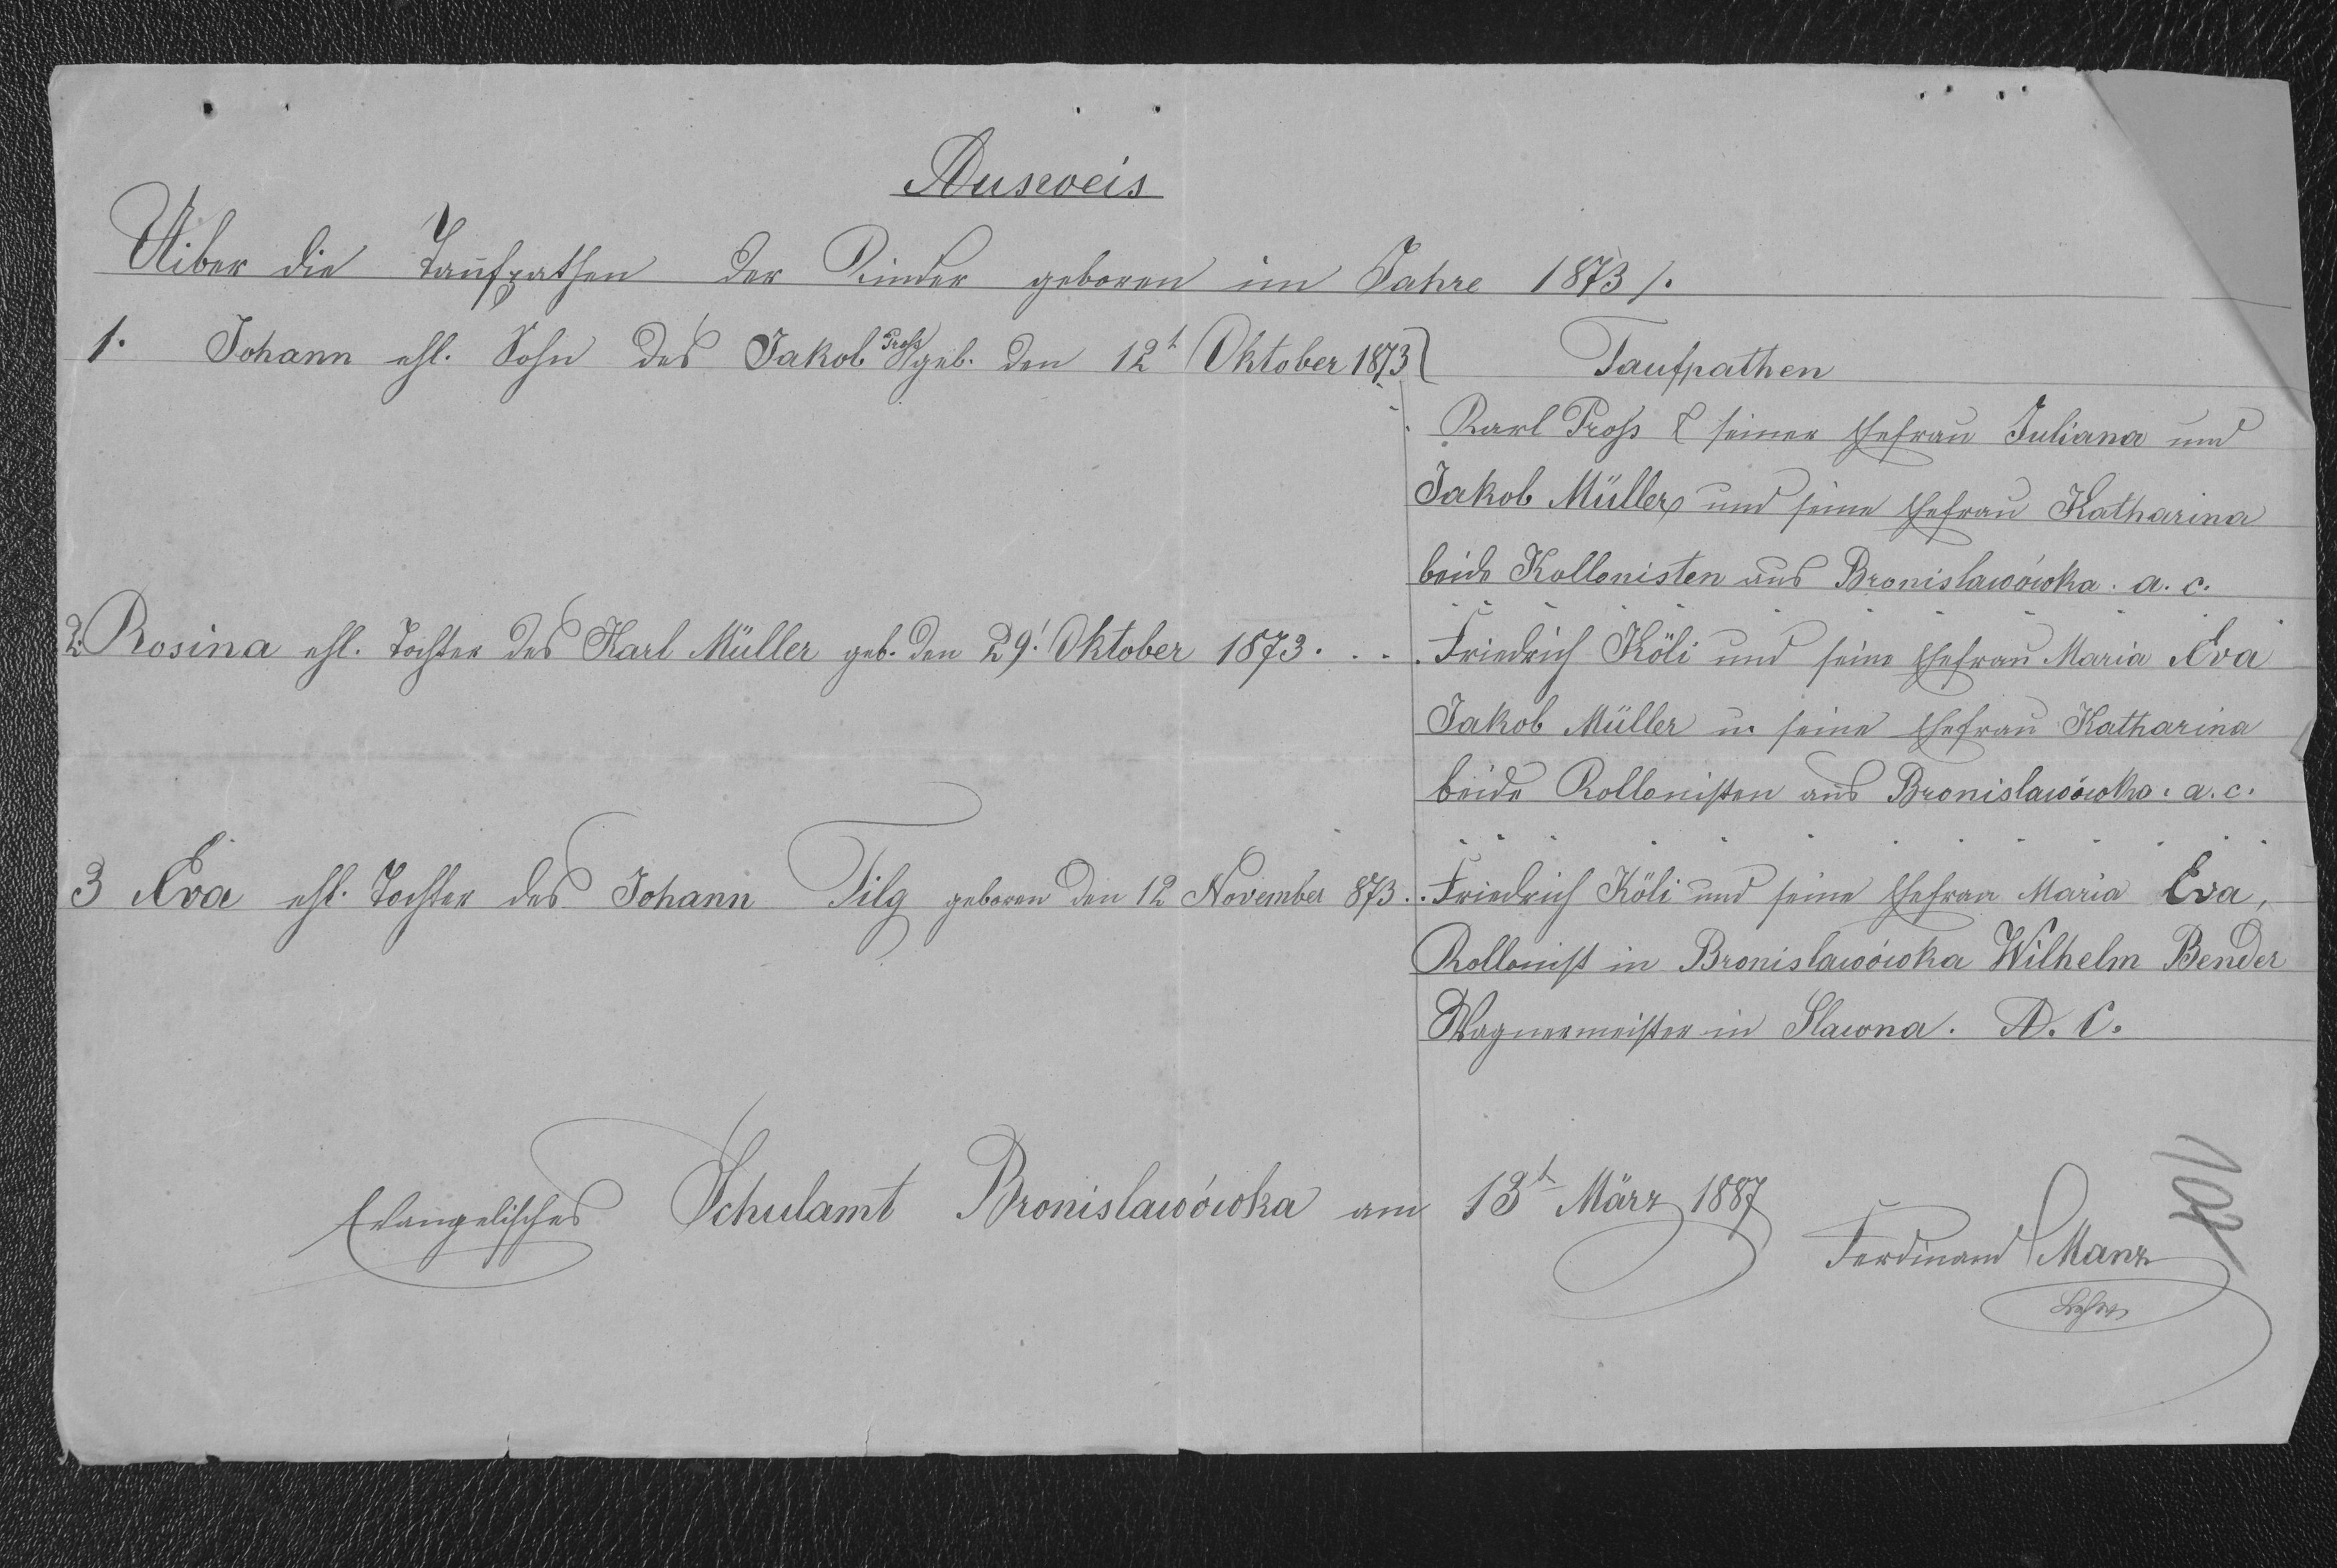 Ausweis
Uiber die Taufpathen der Kinder geboren im Jahre 1873/.
1. Johann ehl. Sohn des Jakob Proß geb. den 12t Oktober 1873
Taufpathen
Karl Proß & seiner Ehefrau Juliana und
Jakob Müller und seine Ehefrau Katharina
beide Kollonisten aus Bronislawówka. a. c.
2. Rosina ehl. Tochter des Karl Müller geb. den 29t Oktober 1873. . . .
Friedrich Köli und seine Ehefrau Maria Eva
Jakob Müller u. seine Ehefrau Katharina
beide Kollonisten aus Bronislawówka. a. c.
3 Eva ehl. Tochter des Johann Filg geboren den 12 November 873..
Friedrich Köli und seine Ehefrau Maria Eva,
Kollonist in Bronislawówka Wilhelm Bender
Wagnermeister in Slawna. A. C.
Evangelisches Schulamt Bronislawówka am 13t März 1887
Ferdinand Manz
Lehrer